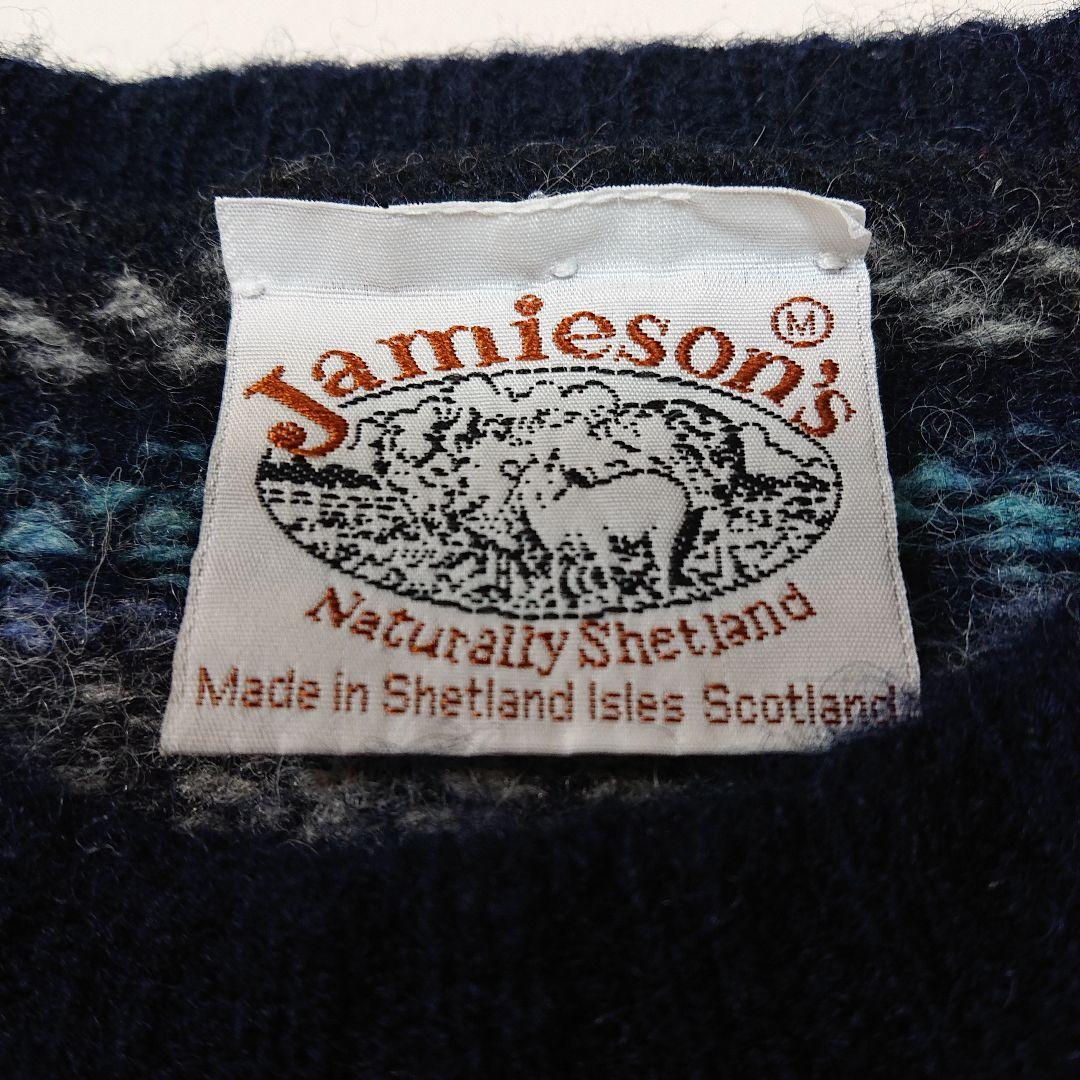 Jamieson's
M
Naturally Shetland
Made in Shetland Isles Scotland